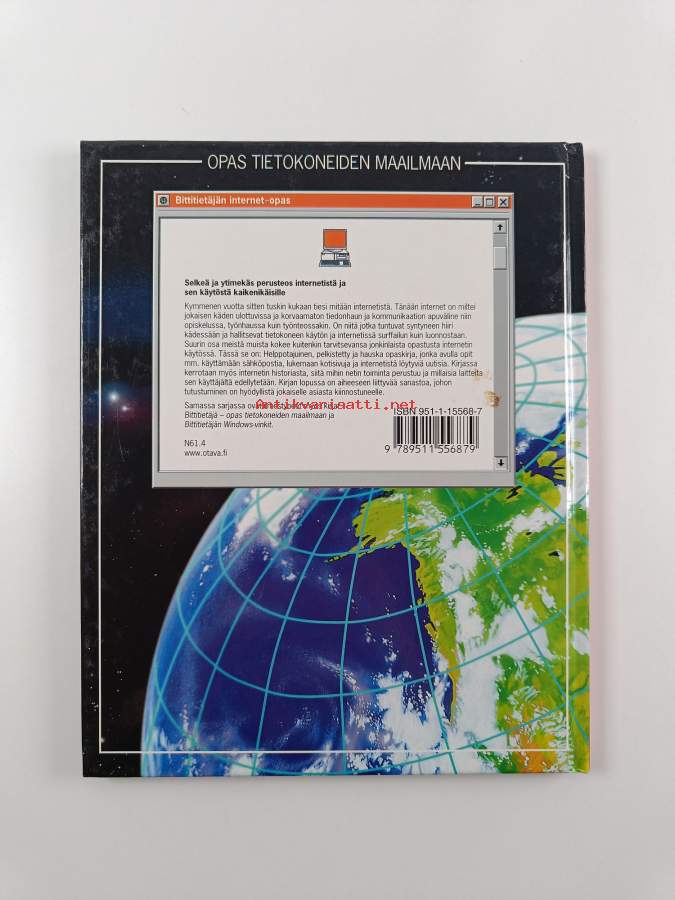 OPAS TIETOKONEIDEN MAAILMAAN
Bittitietäjän internet-opas
Selkeä ja ytimekäs perusteos internetistä ja
sen käytöstä kaikenikäisille
Kymmenen vuotta sitten tuskin kukaan tiesi mitään internetistä. Tänään internet on miltei
jokaisen käden ulottuvissa ja korvaamaton tiedonhaun ja kommunikaation apuväline niin
opiskelussa, työnhaussa kuin työnteossakin. On niitä jotka tuntuvat syntyneen hiiri
kädessään ja hallitsevat tietokoneen käytön ja internetissä surffailun kuin luonnostaan.
Suurin osa meistä muista kokee kuitenkin tarvitsevansa jonkinlaista opastusta internetin
käytössä. Tässä se on: Helppotajuinen, pelkistetty ja hauska opaskirja, jonka avulla opit
mm. käyttämään sähköpostia, lukemaan kotisivuja ja internetistä löytyviä uutisia. Kirjassa
kerrotaan myös internetin historiasta, siitä mihin netin toiminta perustuu ja millaisia laitteita
sen käyttäjältä edellytetään. Kirjan lopussa on aiheeseen liittyvää sanastoa, johon
tutustuminen on hyödyllistä jokaiselle asiasta kiinnostuneelle.
Samassa sarjassa ovat
Bittitietäjä – opas tietokoneiden maailmaan ja
Bittitietäjän Windows-vinkit.
Antikvariaatti.net
ISBN 951-1-15568-7
N61.4
www.otava.fi
9 789511 556879